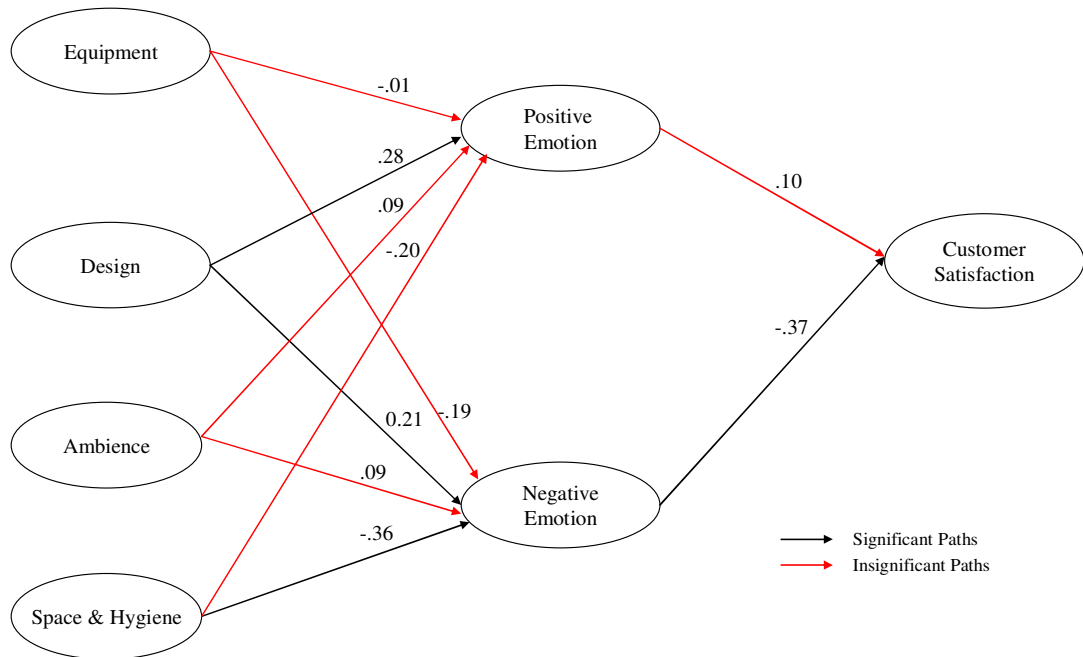 Equipment
-.01
Positive
Emotion
.28
.10
.09
-.20
Design
Customer
Satisfaction
-.37
0.21
-.19
Ambience
.09
Negative
Emotion
-.36
Significant Paths
Insignificant Paths
Space & Hygiene